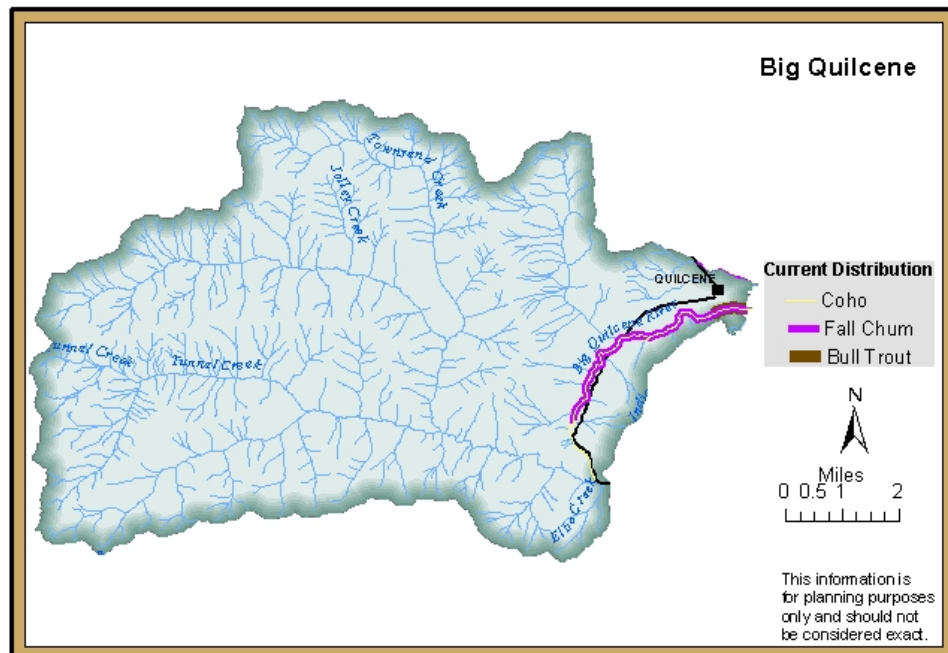 Big Quilcene
Townsend
Creek
Jolley Creek
QUILCENE
Current Distribution
Coho
Fall Chum
Bull Trout
Big Quilcene River
unnel Creek
Tunnel Creek
N
Miles
0 0.5 1 2
Elbo Creek
This information is
for planning purposes
only and should not
be considered exact.